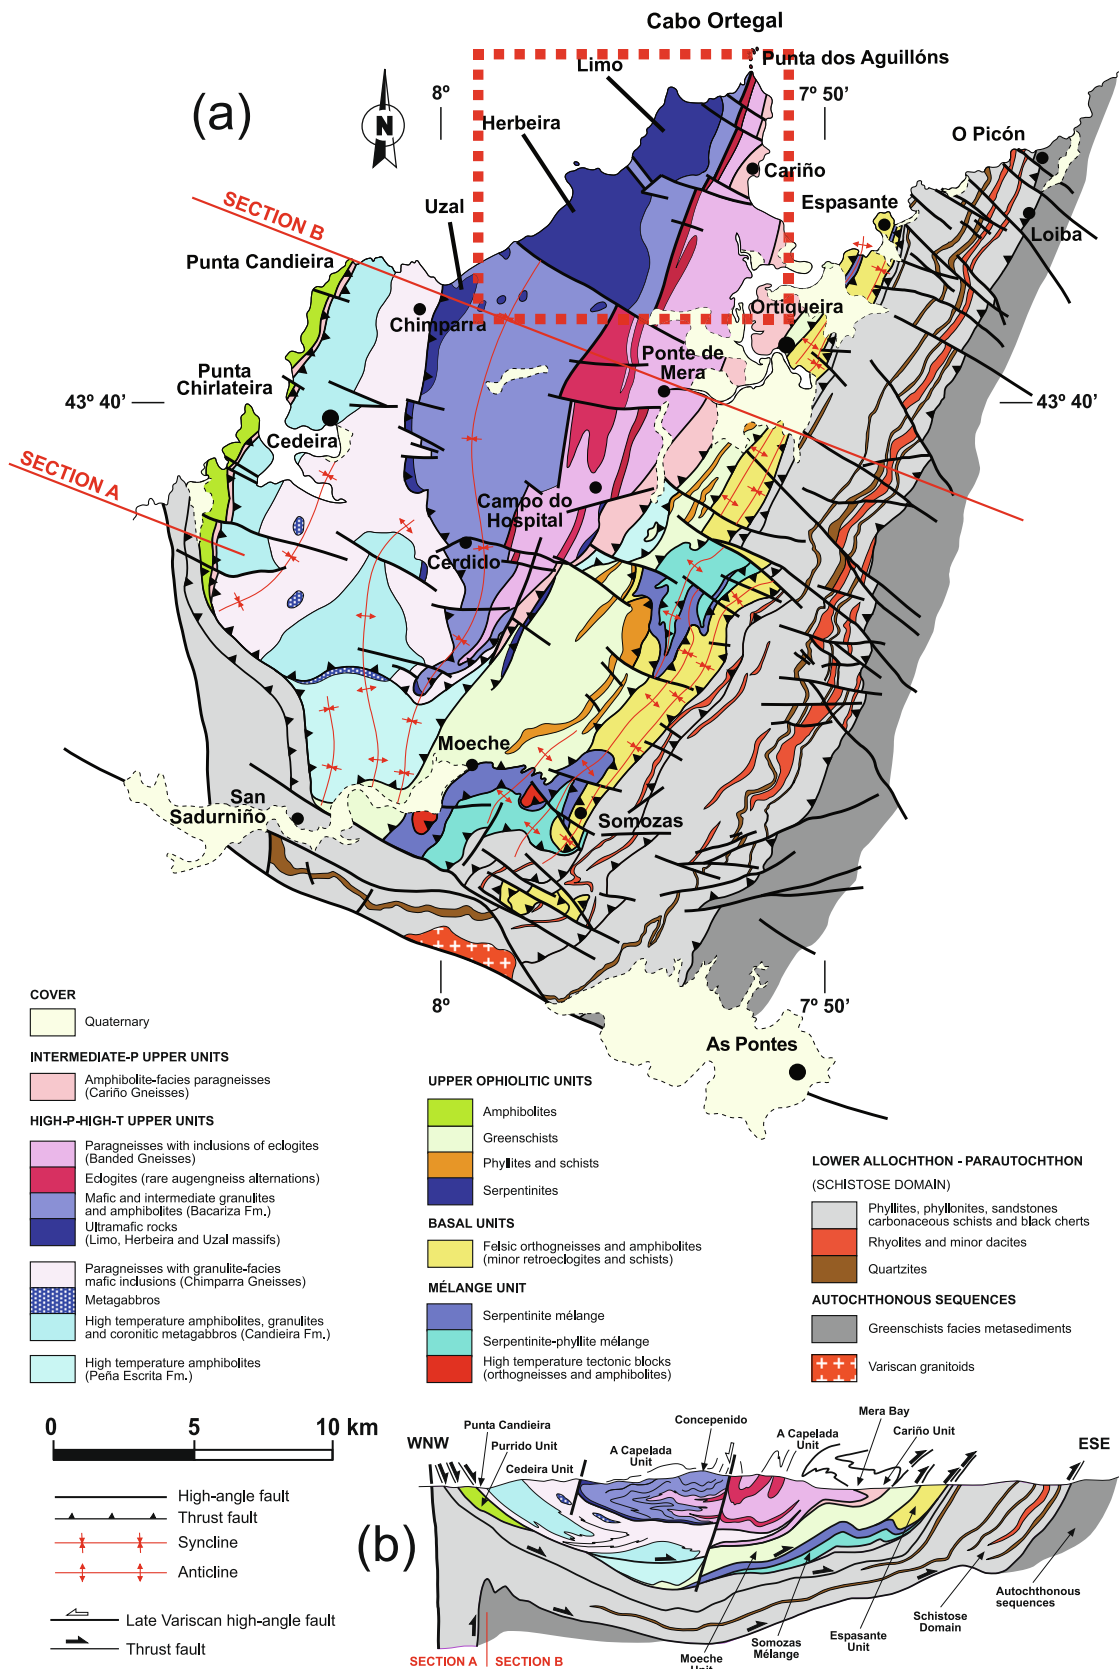 Cabo Ortegal
Punta dos Aguillóns
Limo
(a)
8º
7º 50’
N
Herbeira
O Picón
Cariño
Uzal
Espasante
SECTION B
Loiba
Punta Candieira
Ortiqueira
Chimparra
Punta
Chirlateira
Ponte de
Mera
43º 40’
43º 40’
Cedeira
SECTION A
Campo do
Hospital
Cerdido
Moeche
San
Sadurniño
Somozas
8º
7º 50’
As Pontes
COVER
Quaternary
INTERMEDIATE-P UPPER UNITS
Amphibolite-facies paragneisses
(Cariño Gneisses)
HIGH-P-HIGH-T UPPER UNITS
Paragneisses with inclusions of eclogites
(Banded Gneisses)
Eclogites (rare augengneiss alternations)
Mafic and intermediate granulites
and amphibolites (Bacariza Fm.)
Ultramafic rocks
(Limo, Herbeira and Uzal massifs)
Paragneisses with granulite-facies
mafic inclusions (Chimparra Gneisses)
Metagabbros
High temperature amphibolites, granulites
and coronitic metagabbros (Candieira Fm.)
High temperature amphibolites
(Peña Escrita Fm.)
UPPER OPHIOLITIC UNITS
Amphibolites
Greenschists
Phyllites and schists
Serpentinites
BASAL UNITS
Felsic orthogneisses and amphibolites
(minor retroeclogites and schists)
MÉLANGE UNIT
Serpentinite mélange
Serpentinite-phyllite mélange
High temperature tectonic blocks
(orthogneisses and amphibolites)
LOWER ALLOCHTHON - PARAUTOCHTHON
(SCHISTOSE DOMAIN)
Phyllites, phyllonites, sandstones
carbonaceous schists and black cherts
Rhyolites and minor dacites
Quartzites
AUTOCHTHONOUS SEQUENCES
Greenschists facies metasediments
Variscan granitoids
0 5 10 km
High-angle fault
Thrust fault
Syncline
Anticline
Late Variscan high-angle fault
Thrust fault
WNW
Punta Candieira
Purrido Unit
Cedeira Unit
A Capelada
Unit
Concepenido
A Capelada
Unit
Mera Bay
Cariño Unit
ESE
(b)
Autochthonous
sequences
Schistose
Domain
Espasante
Unit
Somozas
Mélange
Moeche
Unit
SECTION A
SECTION B